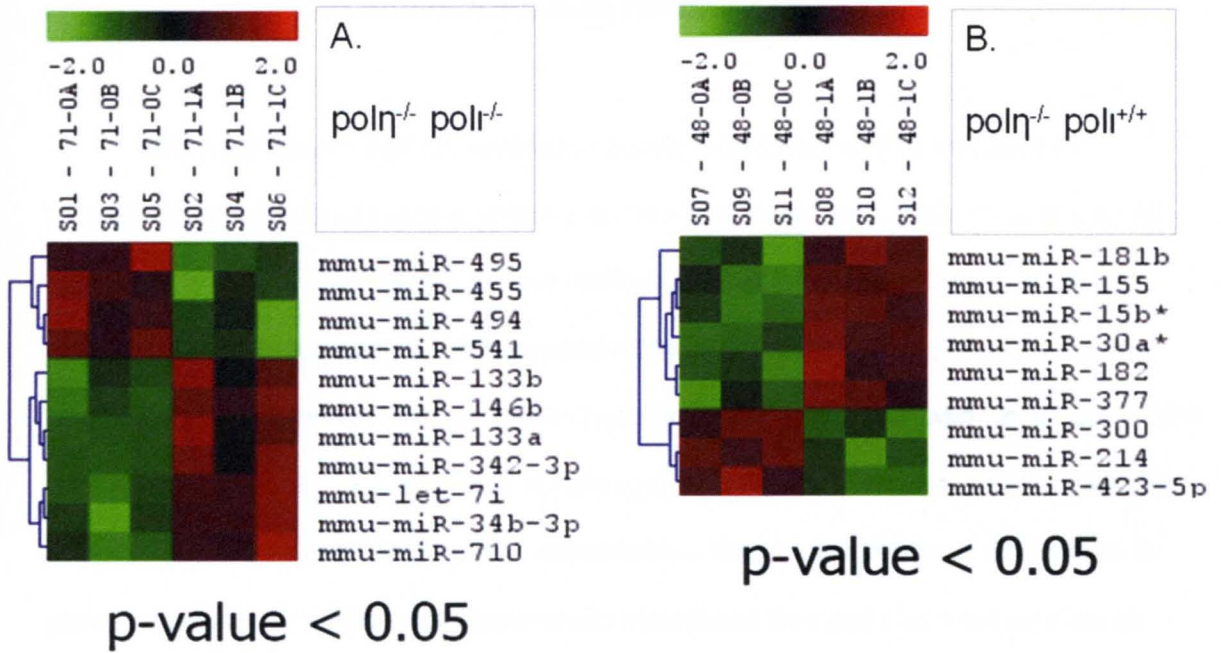 A.
polη-/- polι-/-
-2.0 0.0 2.0
S01 - 71-0A
S03 - 71-0B
S05 - 71-0C
S02 - 71-1A
S04 - 71-1B
S06 - 71-1C
mmu-miR-495
mmu-miR-455
mmu-miR-494
mmu-miR-541
mmu-miR-133b
mmu-miR-146b
mmu-miR-133a
mmu-miR-342-3p
mmu-let-7i
mmu-miR-34b-3p
mmu-miR-710
p-value < 0.05
B.
polη-/- polι+/+
-2.0 0.0 2.0
S07 - 48-0A
S09 - 48-0B
S11 - 48-0C
S08 - 48-1A
S10 - 48-1B
S12 - 48-1C
mmu-miR-181b
mmu-miR-155
mmu-miR-15b*
mmu-miR-30a*
mmu-miR-182
mmu-miR-377
mmu-miR-300
mmu-miR-214
mmu-miR-423-5p
p-value < 0.05